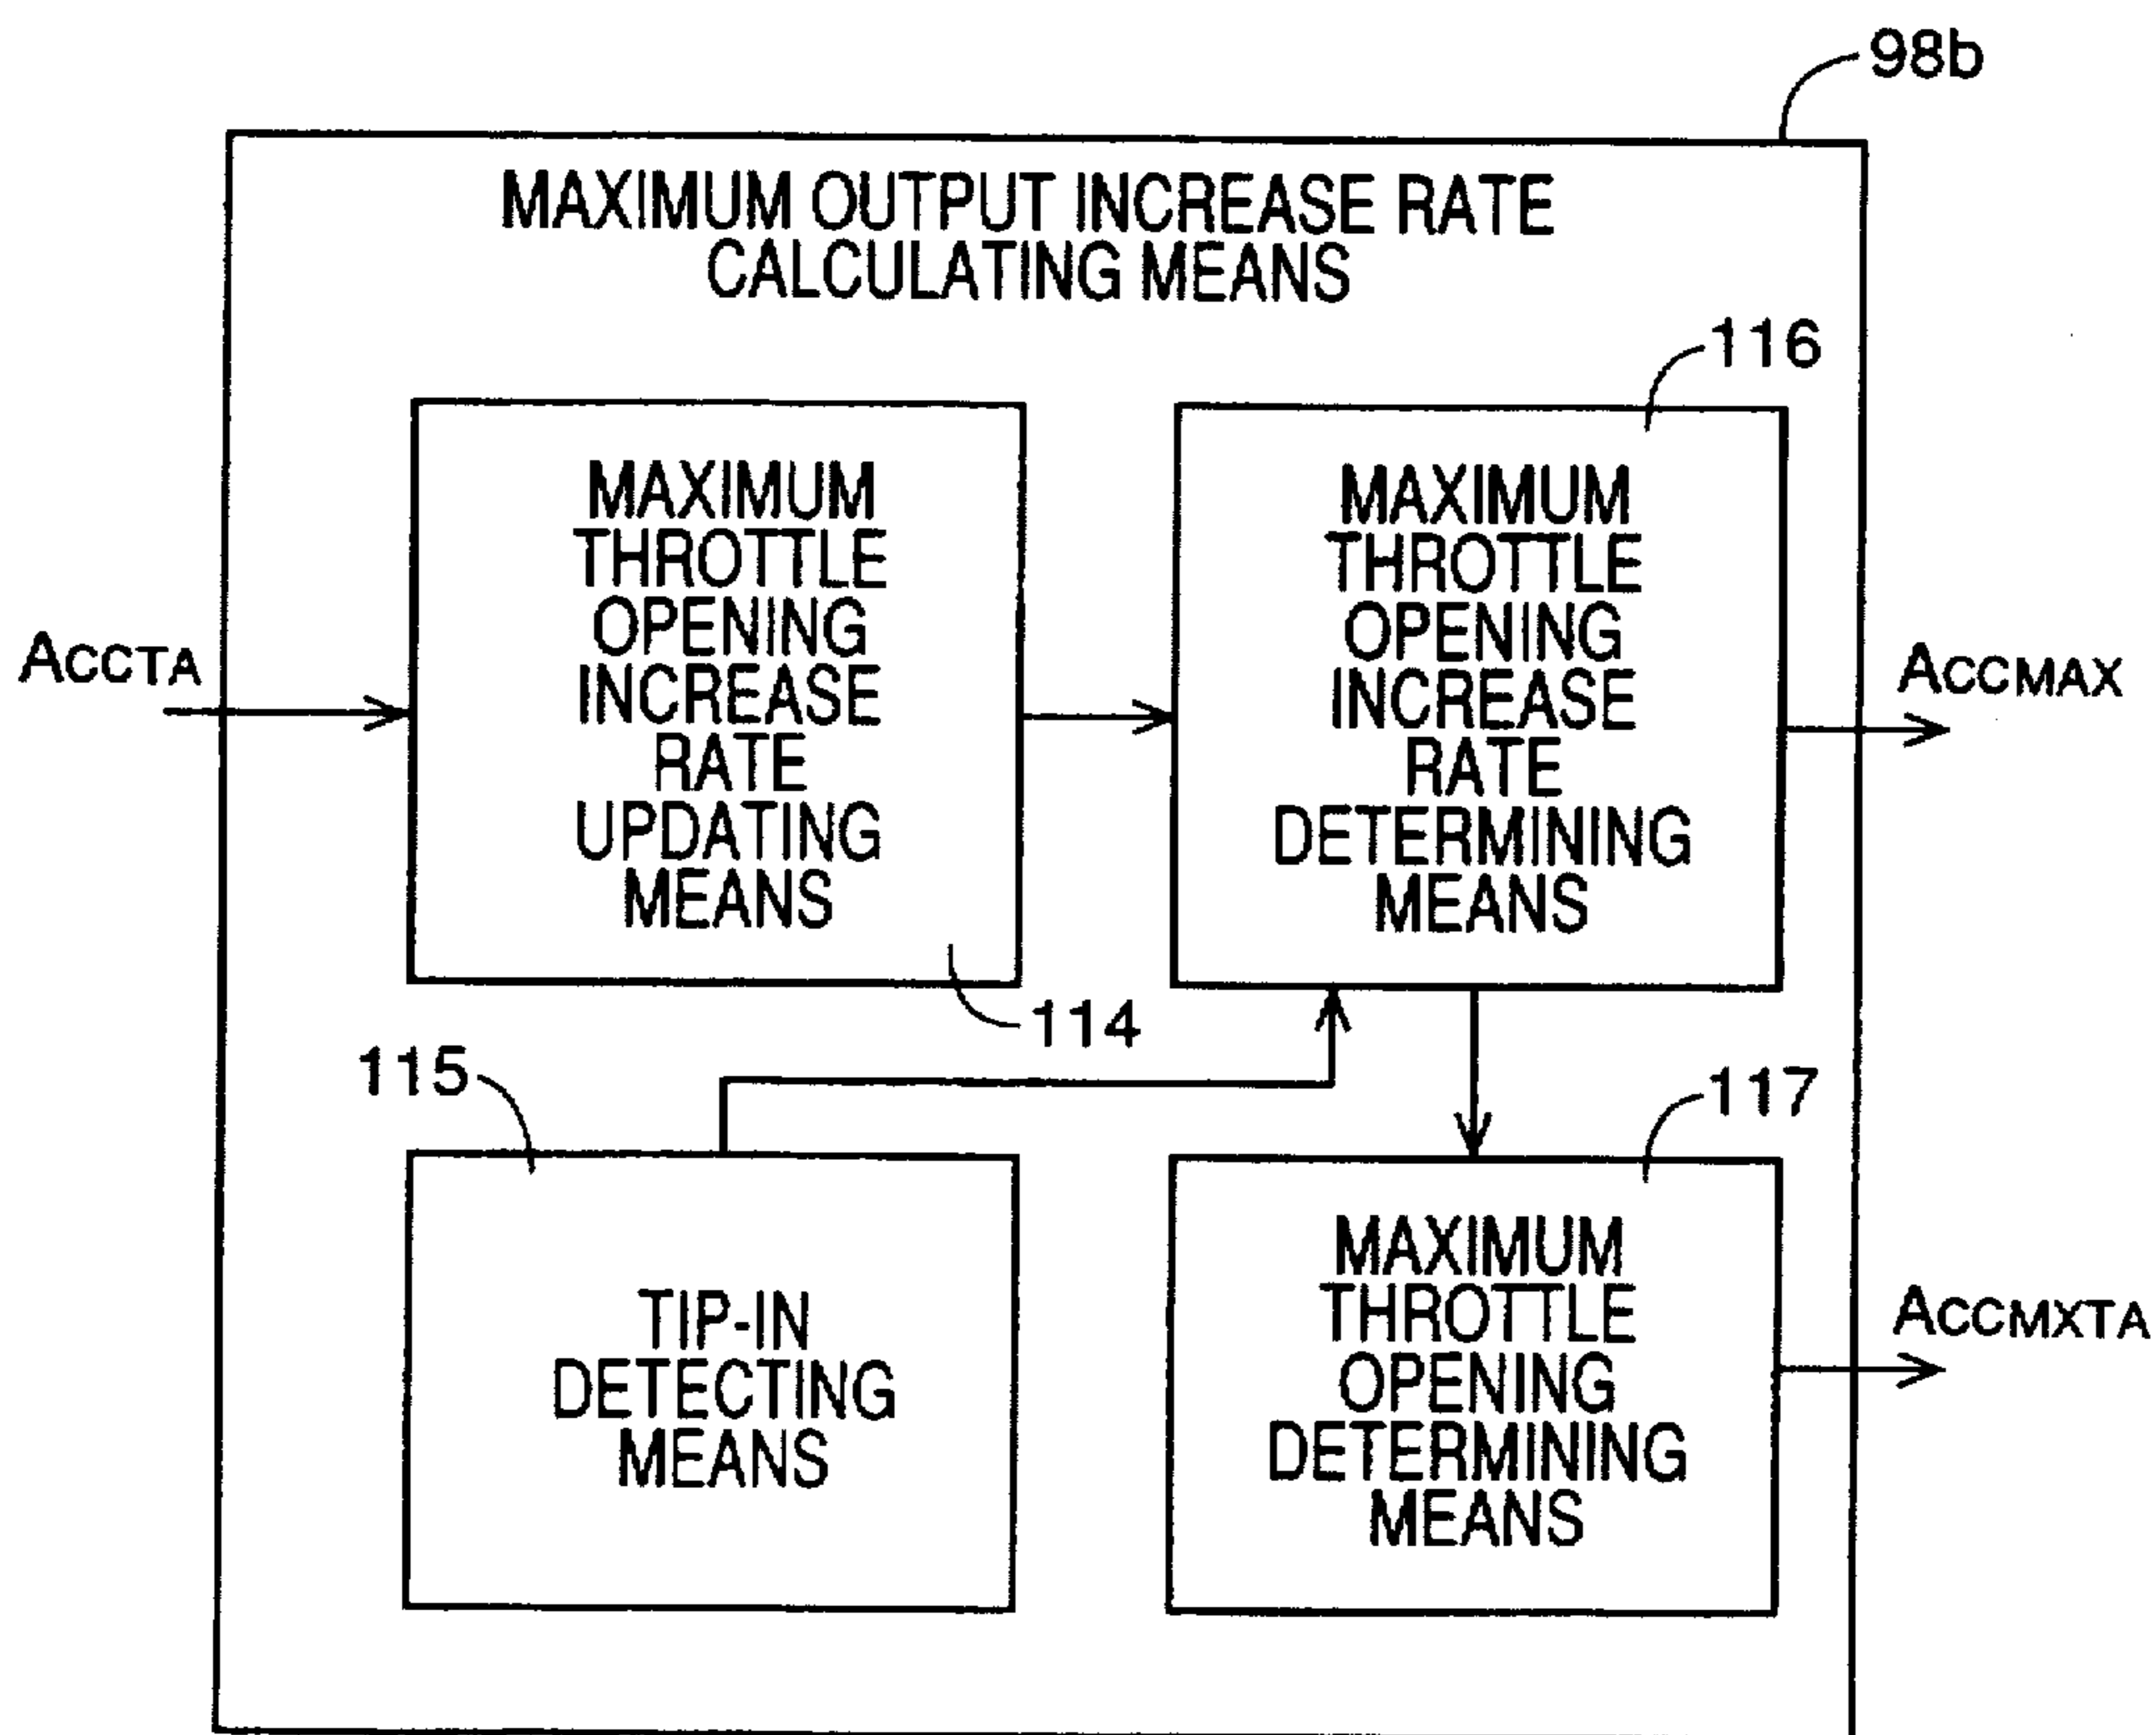 98b
MAXIMUM OUTPUT INCREASE RATE
CALCULATING MEANS
116
MAXIMUM
THROTTLE
OPENING
INCREASE
RATE
UPDATING
MEANS
MAXIMUM
THROTTLE
OPENING
INCREASE
RATE
DETERMINING
MEANS
ACCTA
ACCMAX
114
115
117
TIP-IN
DETECTING
MEANS
MAXIMUM
THROTTLE
OPENING
DETERMINING
MEANS
ACCMXTA